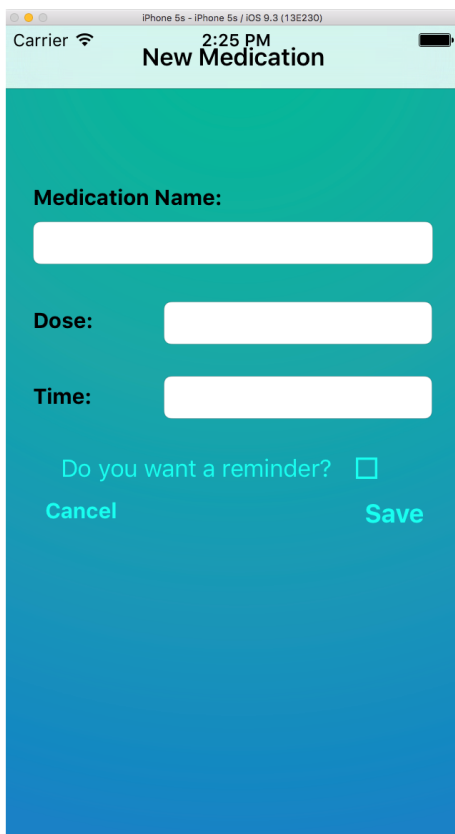 iPhone 5s - iPhone 5s / iOS 9.3 (13E230)
Carrier 2:25 PM
New Medication
Medication Name:
Dose:
Time:
Do you want a reminder?
Cancel Save